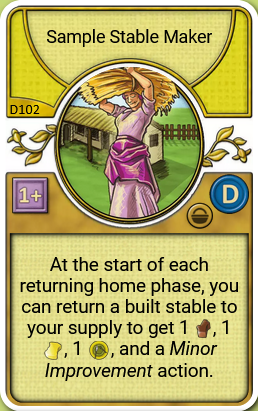 Sample Stable Maker
D102
1+
D
At the start of each
returning home phase, you
can return a built stable to
your supply to get 1 , 1
, 1 , and a Minor
Improvement action.